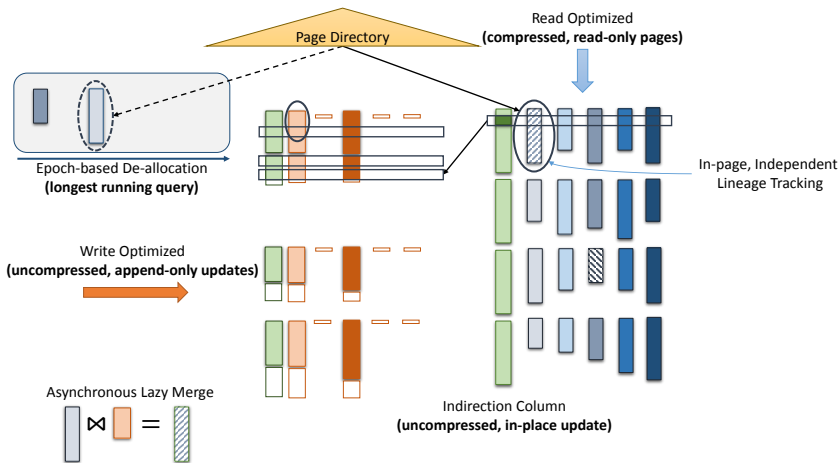 Page Directory
Read Optimized
(compressed, read-only pages)
Epoch-based De-allocation
(longest running query)
In-page, Independent
Lineage Tracking
Write Optimized
(uncompressed, append-only updates)
Asynchronous Lazy Merge
⋈ =
Indirection Column
(uncompressed, in-place update)